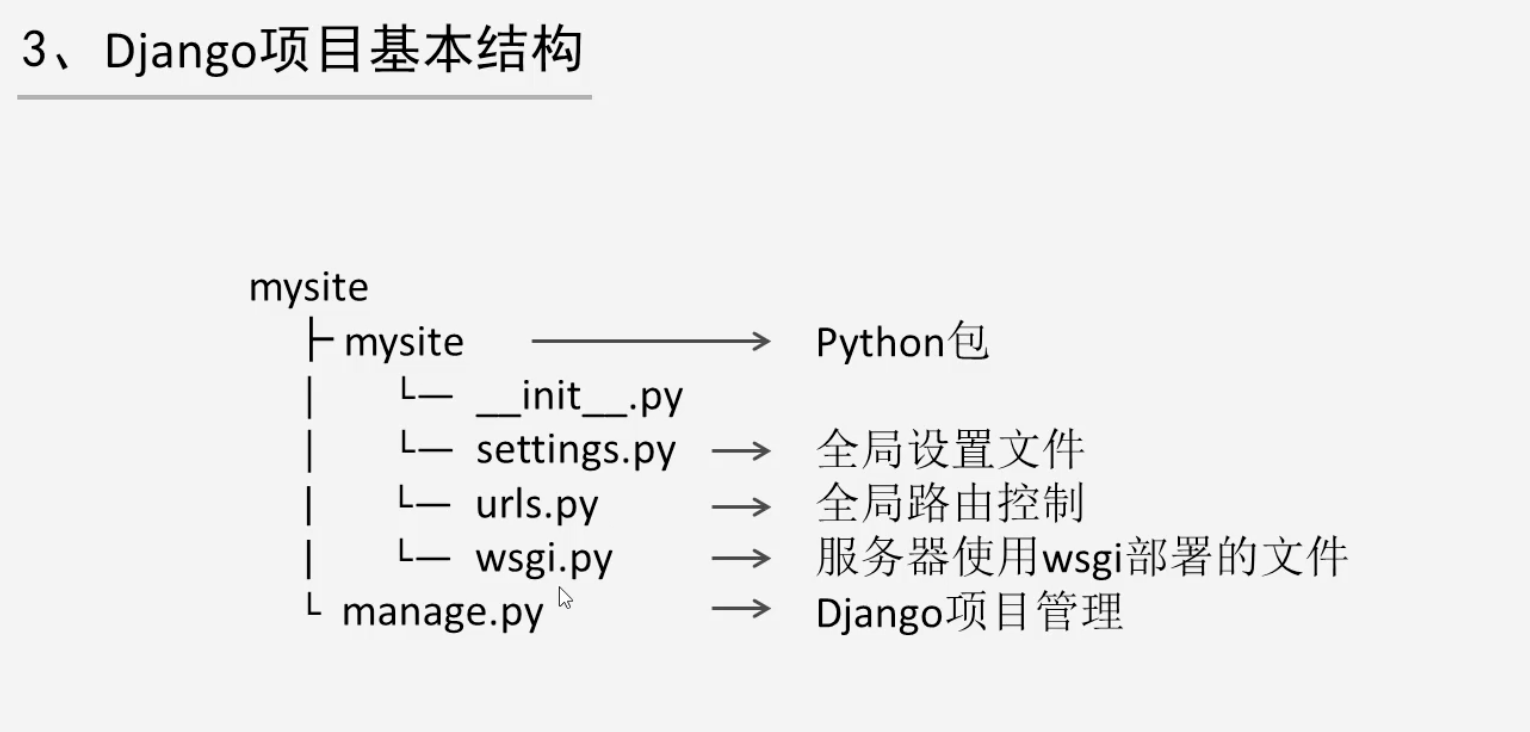 3、Django项目基本结构
mysite
├ mysite → Python包
│ └— __init__.py
│ └— settings.py → 全局设置文件
│ └— urls.py → 全局路由控制
│ └— wsgi.py → 服务器使用wsgi部署的文件
└ manage.py → Django项目管理